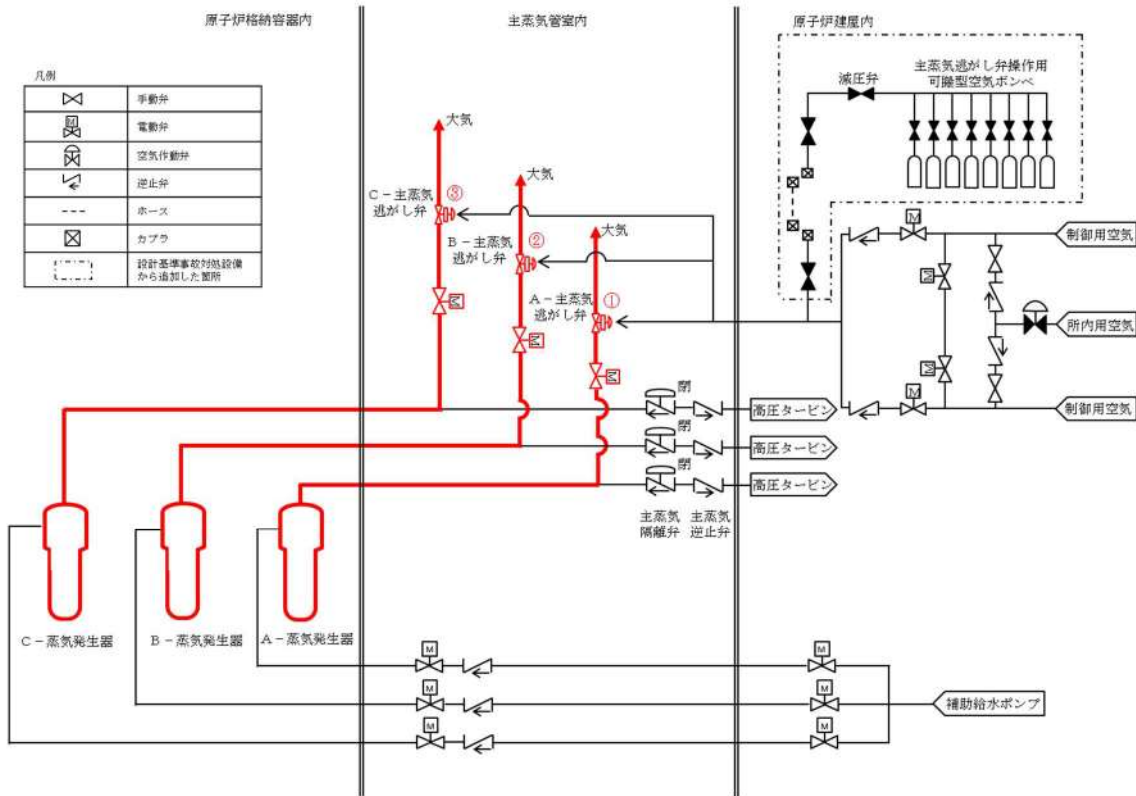 原子炉格納容器内
主蒸気管室内
原子炉建屋内
凡例
手動弁
電動弁
M
空気作動弁
逆止弁
ホース
カプラ
設計基準事故対処設備
から追加した箇所
主蒸気逃がし弁操作用
可搬型空気ボンベ
減圧弁
大気
大気
大気
C-主蒸気
逃がし弁
③
B-主蒸気
逃がし弁
②
A-主蒸気
逃がし弁
①
M
M
M
M
M
M
M
制御用空気
所内用空気
制御用空気
閉
高圧タービン
閉
高圧タービン
閉
高圧タービン
主蒸気
隔離弁
主蒸気
逆止弁
C-蒸気発生器
B-蒸気発生器
A-蒸気発生器
M
M
M
M
M
M
補助給水ポンプ